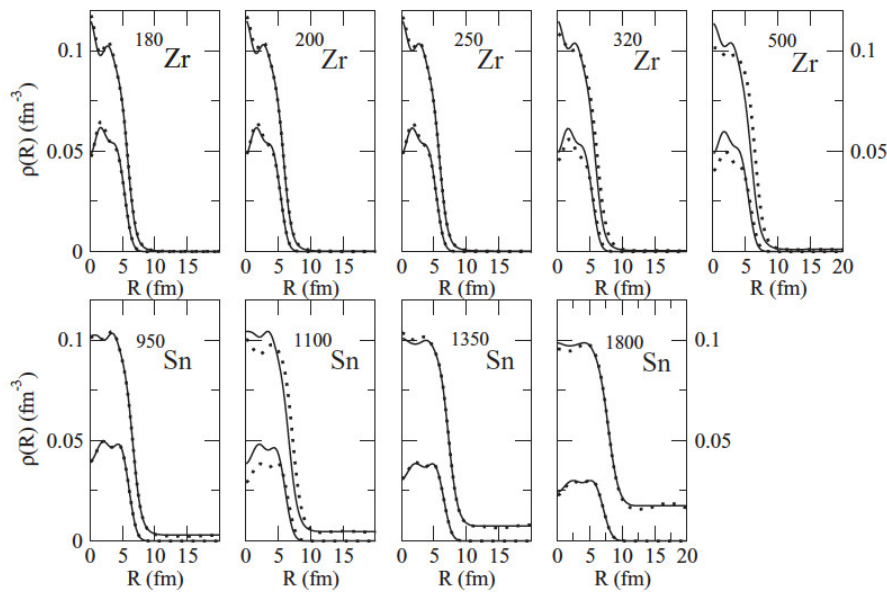 180 200 250 320 500
Zr Zr Zr Zr Zr
0.1 0.1
ρ(R) (fm⁻³)
0.05 0.05
0 0
0 5 10 15 0 5 10 15 0 5 10 15 0 5 10 15 0 5 10 15 20
R (fm) R (fm) R (fm) R (fm) R (fm)
950 1100 1350 1800
Sn Sn Sn Sn
0.1 0.1
ρ(R) (fm⁻³)
0.05 0.05
0
0 5 10 15 0 5 10 15 0 5 10 15 0 5 10 15 20
R (fm) R (fm) R (fm) R (fm)